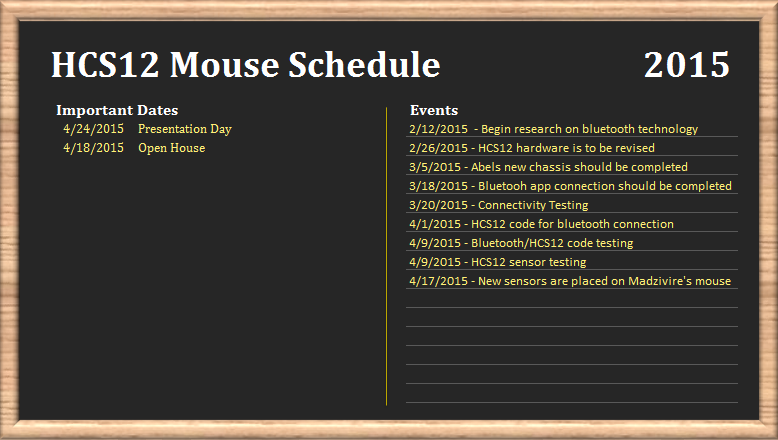 HCS12 Mouse Schedule 2015
Important Dates
4/24/2015 Presentation Day
4/18/2015 Open House
Events
2/12/2015 - Begin research on bluetooth technology
2/26/2015 - HCS12 hardware is to be revised
3/5/2015 - Abels new chassis should be completed
3/18/2015 - Bluetooh app connection should be completed
3/20/2015 - Connectivity Testing
4/1/2015 - HCS12 code for bluetooth connection
4/9/2015 - Bluetooth/HCS12 code testing
4/9/2015 - HCS12 sensor testing
4/17/2015 - New sensors are placed on Madzivire's mouse